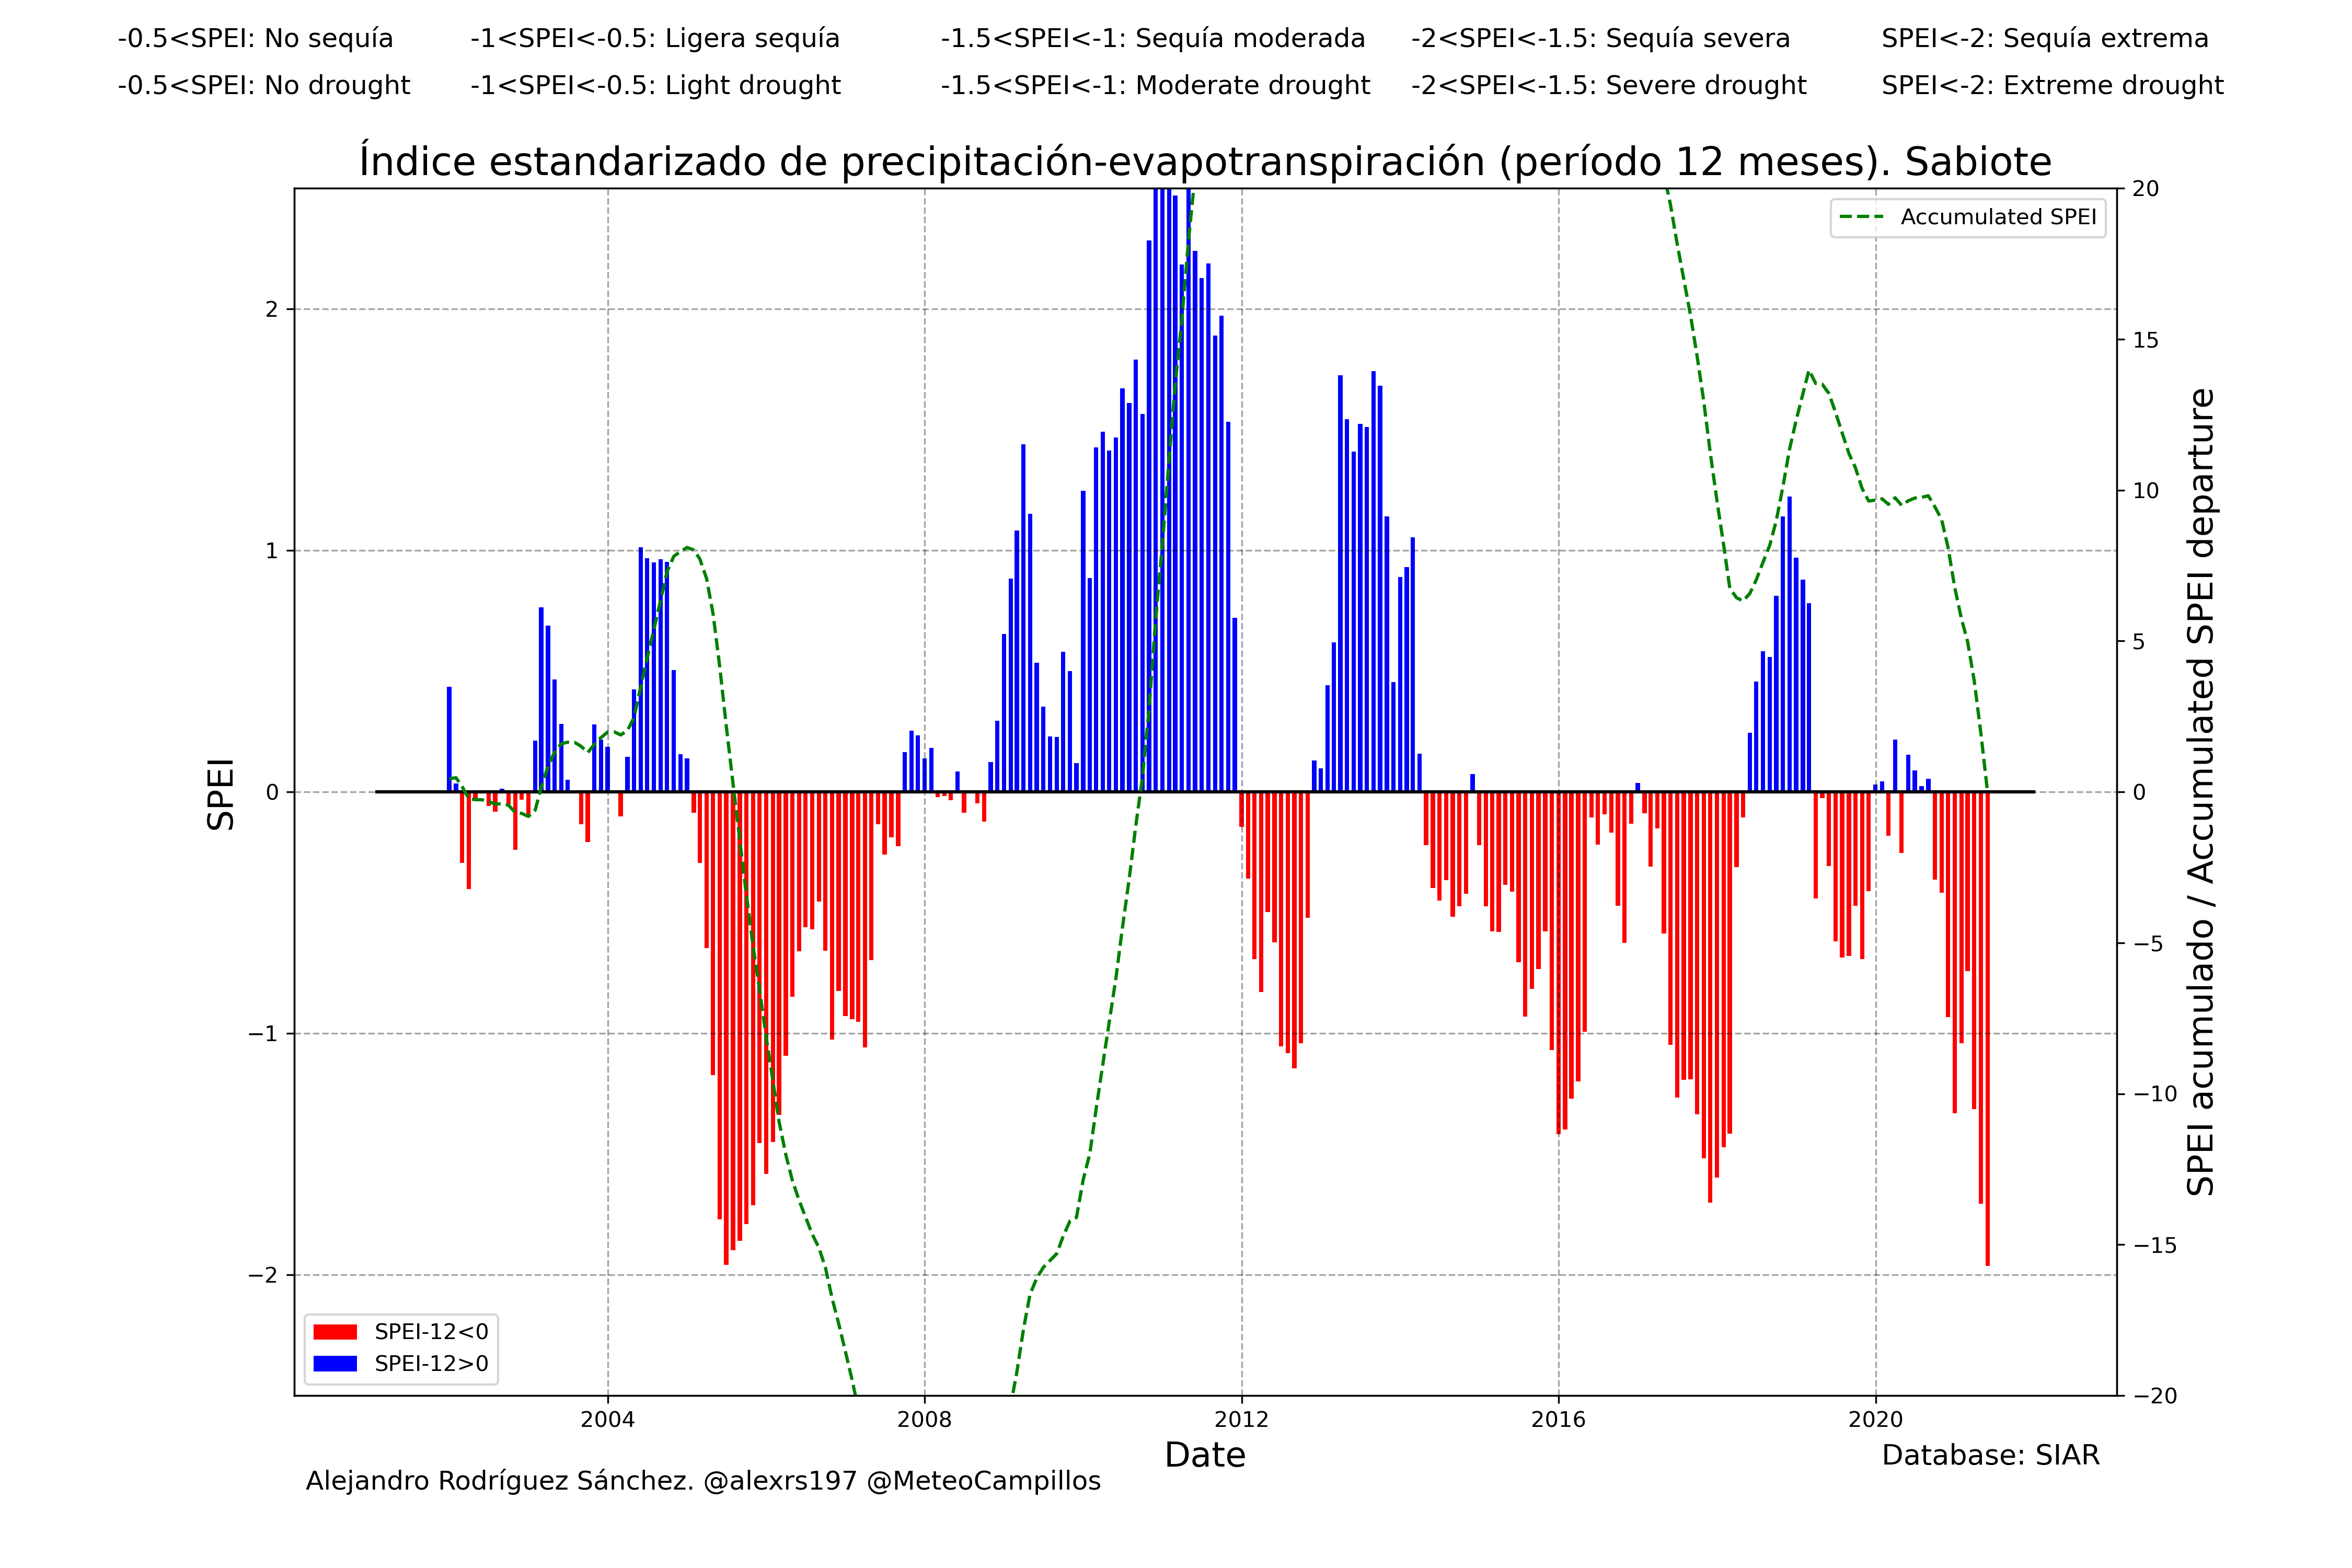 -0.5<SPEI: No sequía -1<SPEI<-0.5: Ligera sequía -1.5<SPEI<-1: Sequía moderada -2<SPEI<-1.5: Sequía severa SPEI<-2: Sequía extrema
-0.5<SPEI: No drought -1<SPEI<-0.5: Light drought -1.5<SPEI<-1: Moderate drought -2<SPEI<-1.5: Severe drought SPEI<-2: Extreme drought
Índice estandarizado de precipitación-evapotranspiración (período 12 meses). Sabiote
Accumulated SPEI
SPEI
2
1
0
−1
−2
20
15
10
5
0
−5
−10
−15
−20
SPEI acumulado / Accumulated SPEI departure
SPEI-12<0
SPEI-12>0
2004 2008 2012 2016 2020
Date
Database: SIAR
Alejandro Rodríguez Sánchez. @alexrs197 @MeteoCampillos